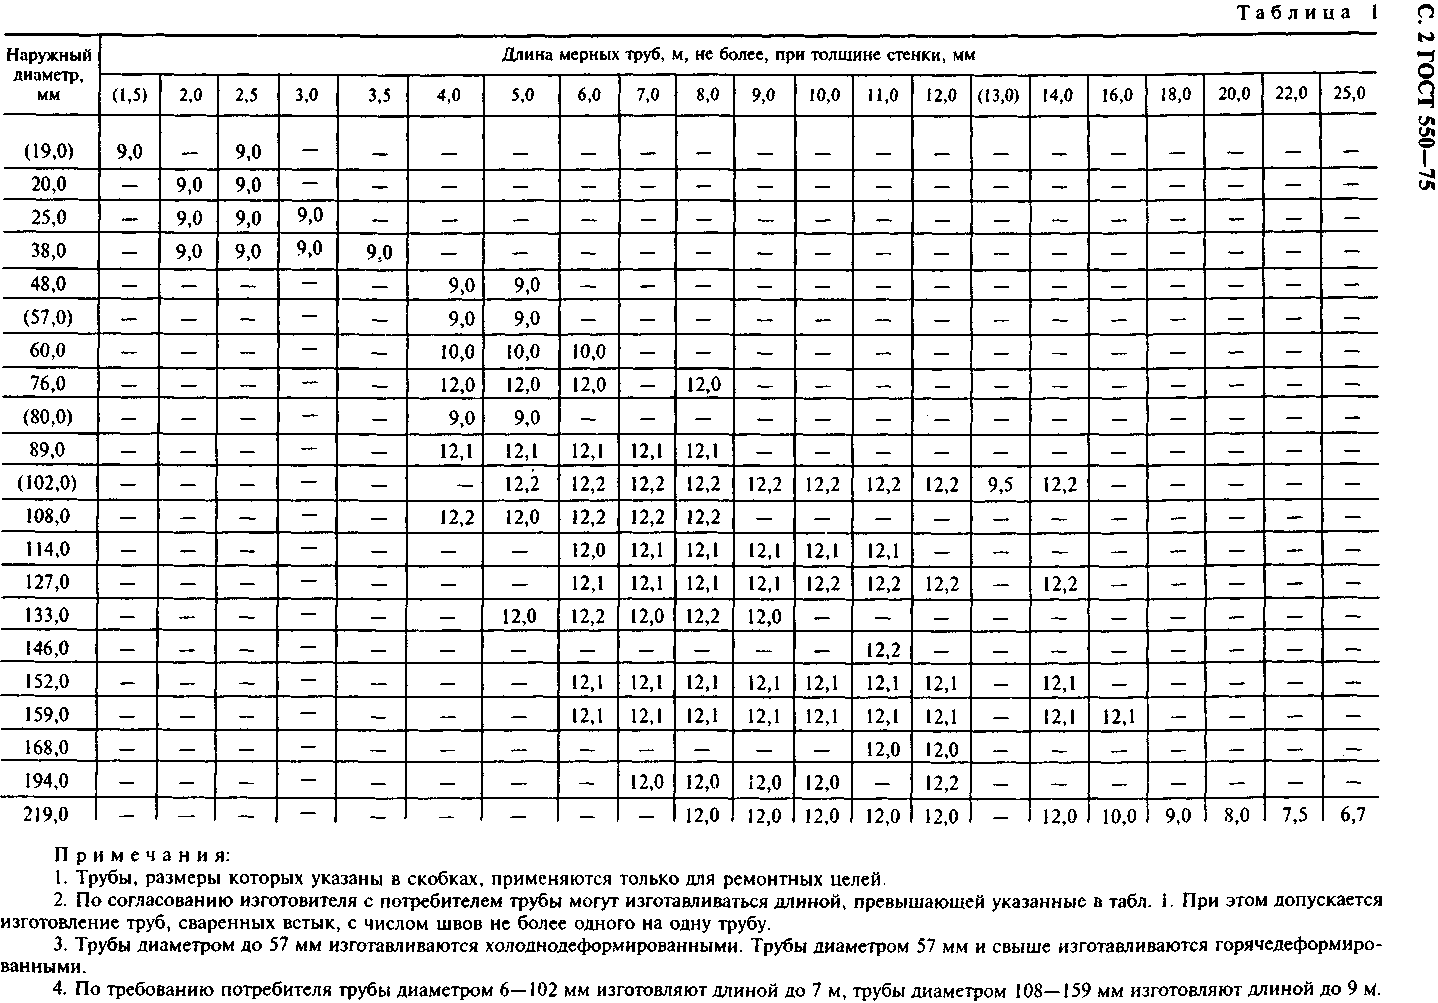 Таблица 1
С. 2 ГОСТ 550—75
Наружный диаметр, мм | Длина мерных труб, м, не более, при толщине стенки, мм
(1,5) 2,0 2,5 3,0 3,5 4,0 5,0 6,0 7,0 8,0 9,0 10,0 11,0 12,0 (13,0) 14,0 16,0 18,0 20,0 22,0 25,0
(19,0) 9,0 — 9,0 — — — — — — — — — — — — — — — — — —
20,0 — 9,0 9,0 — — — — — — — — — — — — — — — — — —
25,0 — 9,0 9,0 9,0 — — — — — — — — — — — — — — — — —
38,0 — 9,0 9,0 9,0 9,0 — — — — — — — — — — — — — — — —
48,0 — — — — — 9,0 9,0 — — — — — — — — — — — — — —
(57,0) — — — — — 9,0 9,0 — — — — — — — — — — — — — —
60,0 — — — — — 10,0 10,0 10,0 — — — — — — — — — — — — —
76,0 — — — — — 12,0 12,0 12,0 — 12,0 — — — — — — — — — — —
(80,0) — — — — — 9,0 9,0 — — — — — — — — — — — — — —
89,0 — — — — — 12,1 12,1 12,1 12,1 12,1 — — — — — — — — — — —
(102,0) — — — — — — 12,2 12,2 12,2 12,2 12,2 12,2 12,2 12,2 9,5 12,2 — — — — —
108,0 — — — — — 12,2 12,0 12,2 12,2 12,2 — — — — — — — — — — —
114,0 — — — — — — — 12,0 12,1 12,1 12,1 12,1 12,1 — — — — — — — —
127,0 — — — — — — — 12,1 12,1 12,1 12,1 12,2 12,2 12,2 — 12,2 — — — — —
133,0 — — — — — — 12,0 12,2 12,0 12,2 12,0 — — — — — — — — — —
146,0 — — — — — — — — — — — — 12,2 — — — — — — — —
152,0 — — — — — — — 12,1 12,1 12,1 12,1 12,1 12,1 12,1 — 12,1 — — — — —
159,0 — — — — — — — 12,1 12,1 12,1 12,1 12,1 12,1 12,1 — 12,1 12,1 — — — —
168,0 — — — — — — — — — — — — 12,0 12,0 — — — — — — —
194,0 — — — — — — — — 12,0 12,0 12,0 12,0 — 12,2 — — — — — — —
219,0 — — — — — — — — — 12,0 12,0 12,0 12,0 12,0 — 12,0 10,0 9,0 8,0 7,5 6,7
Примечания:
1. Трубы, размеры которых указаны в скобках, применяются только для ремонтных целей.
2. По согласованию изготовителя с потребителем трубы могут изготавливаться длиной, превышающей указанные в табл. 1. При этом допускается
изготовление труб, сваренных встык, с числом швов не более одного на одну трубу.
3. Трубы диаметром до 57 мм изготавливаются холоднодеформированными. Трубы диаметром 57 мм и свыше изготавливаются горячедеформиро-
ванными.
4. По требованию потребителя трубы диаметром 6—102 мм изготовляют длиной до 7 м, трубы диаметром 108—159 мм изготовляют длиной до 9 м.